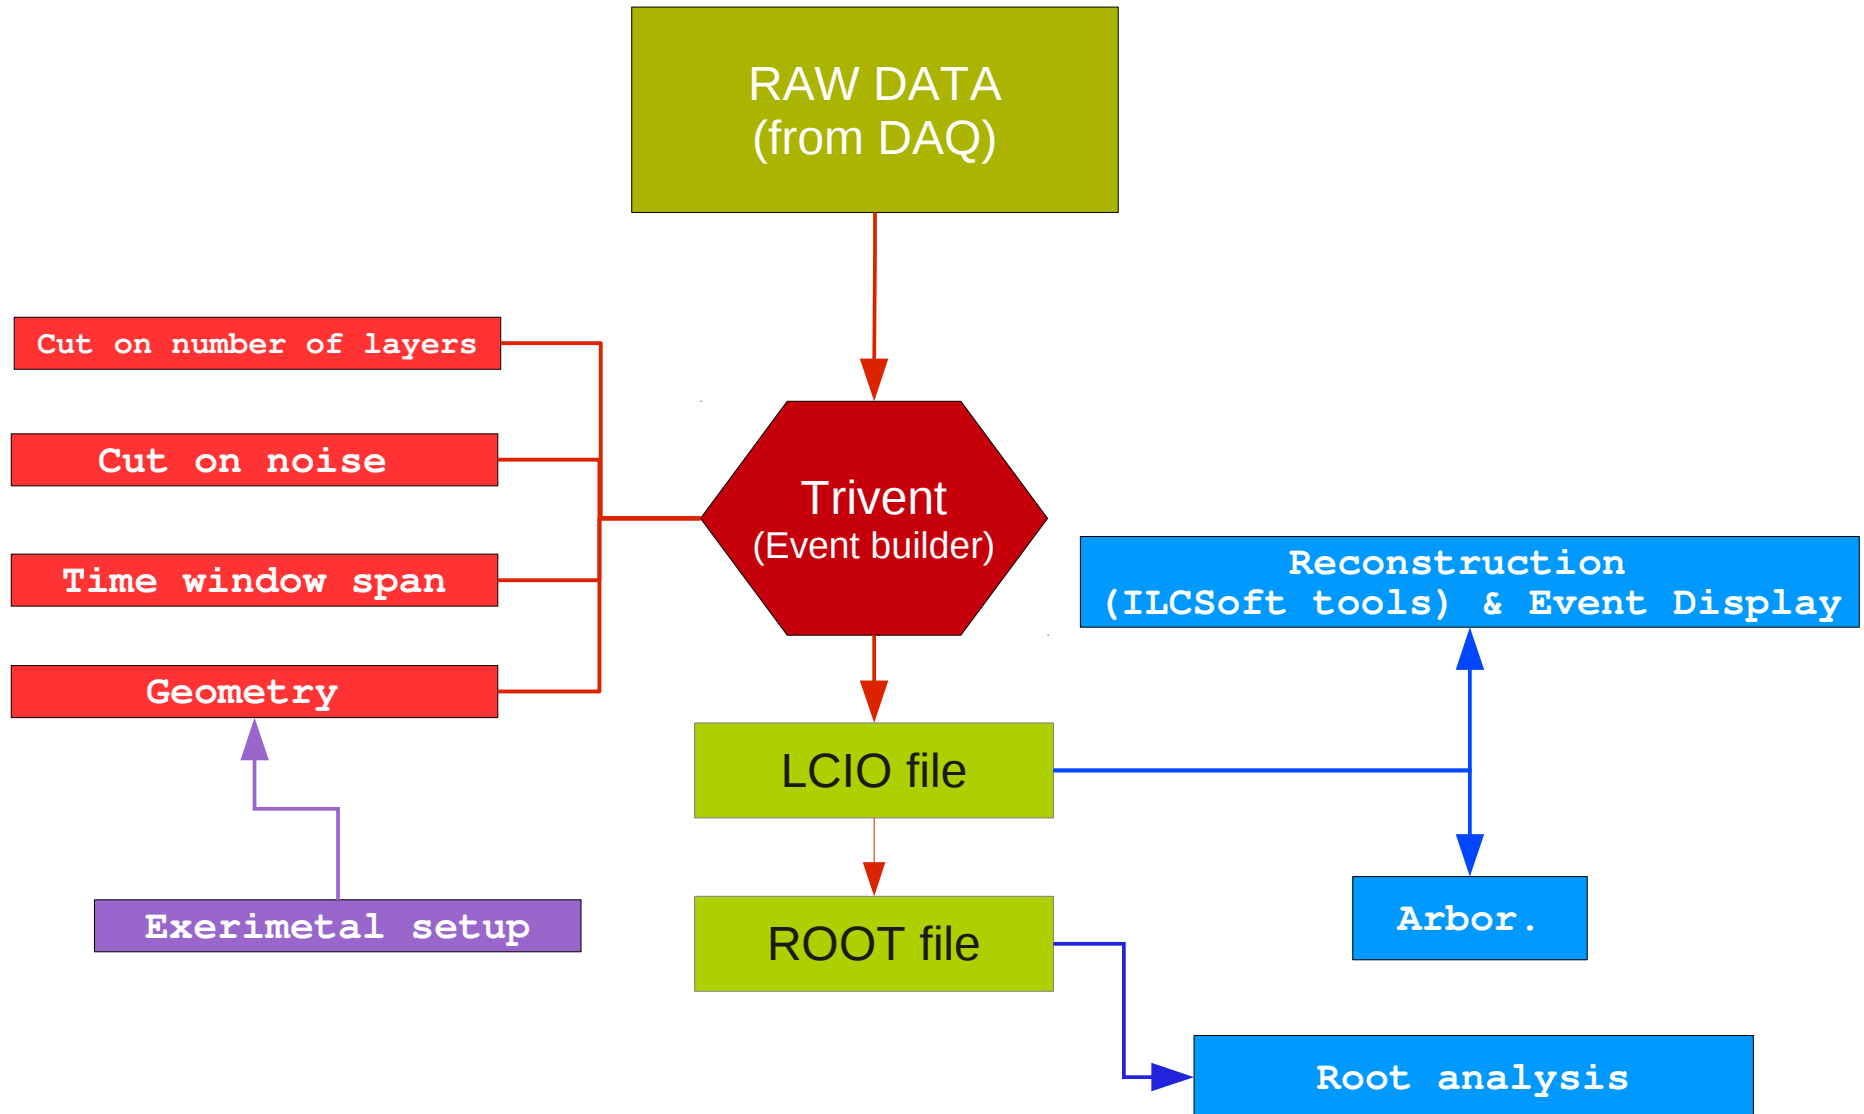 RAW DATA
(from DAQ)
Cut on number of layers
Cut on noise
Time window span
Geometry
Exerimetal setup
Trivent
(Event builder)
LCIO file
ROOT file
Reconstruction
(ILCSoft tools) & Event Display
Arbor.
Root analysis